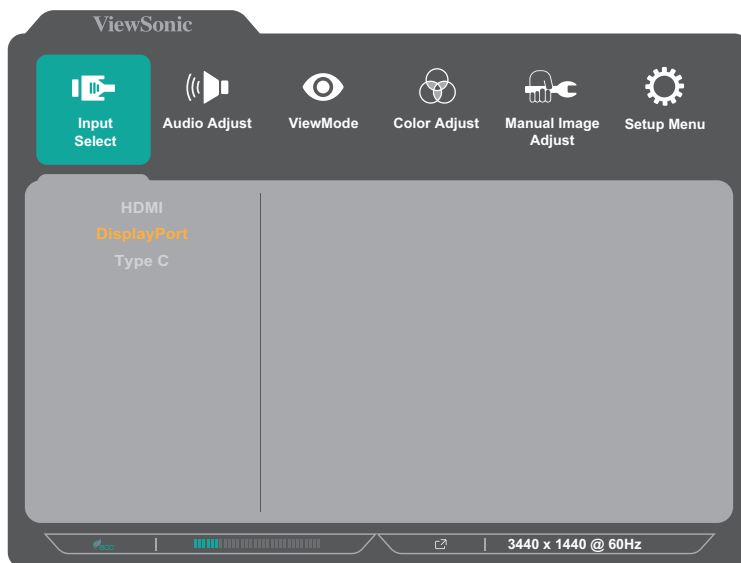 ViewSonic
Input
Select
Audio Adjust
ViewMode
Color Adjust
Manual Image
Adjust
Setup Menu
HDMI
DisplayPort
Type C
eco
3440 x 1440 @ 60Hz